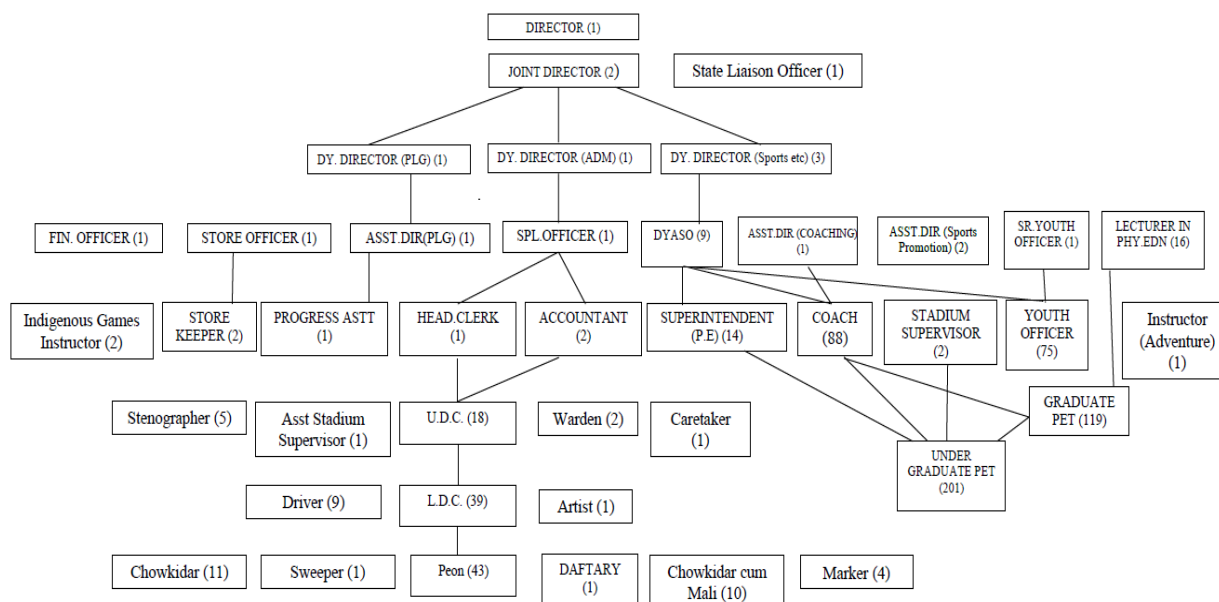 DIRECTOR (1)
JOINT DIRECTOR (2)
State Liaison Officer (1)
DY. DIRECTOR (PLG) (1)
DY. DIRECTOR (ADM) (1)
DY. DIRECTOR (Sports etc) (3)
FIN. OFFICER (1)
STORE OFFICER (1)
ASST.DIR(PLG) (1)
SPL.OFFICER (1)
DYASO (9)
ASST.DIR (COACHING)
(1)
ASST.DIR (Sports
Promotion) (2)
SR.YOUTH
OFFICER (1)
LECTURER IN
PHY.EDN (16)
Indigenous Games
Instructor (2)
STORE
KEEPER (2)
PROGRESS ASTT
(1)
HEAD.CLERK
(1)
ACCOUNTANT
(2)
SUPERINTENDENT
(P.E) (14)
COACH
(88)
STADIUM
SUPERVISOR
(2)
YOUTH
OFFICER
(75)
Instructor
(Adventure)
(1)
Stenographer (5)
Asst Stadium
Supervisor (1)
U.D.C. (18)
Warden (2)
Caretaker
(1)
GRADUATE
PET (119)
UNDER
GRADUATE PET
(201)
Driver (9)
L.D.C. (39)
Artist (1)
Chowkidar (11)
Sweeper (1)
Peon (43)
DAFTARY
(1)
Chowkidar cum
Mali (10)
Marker (4)